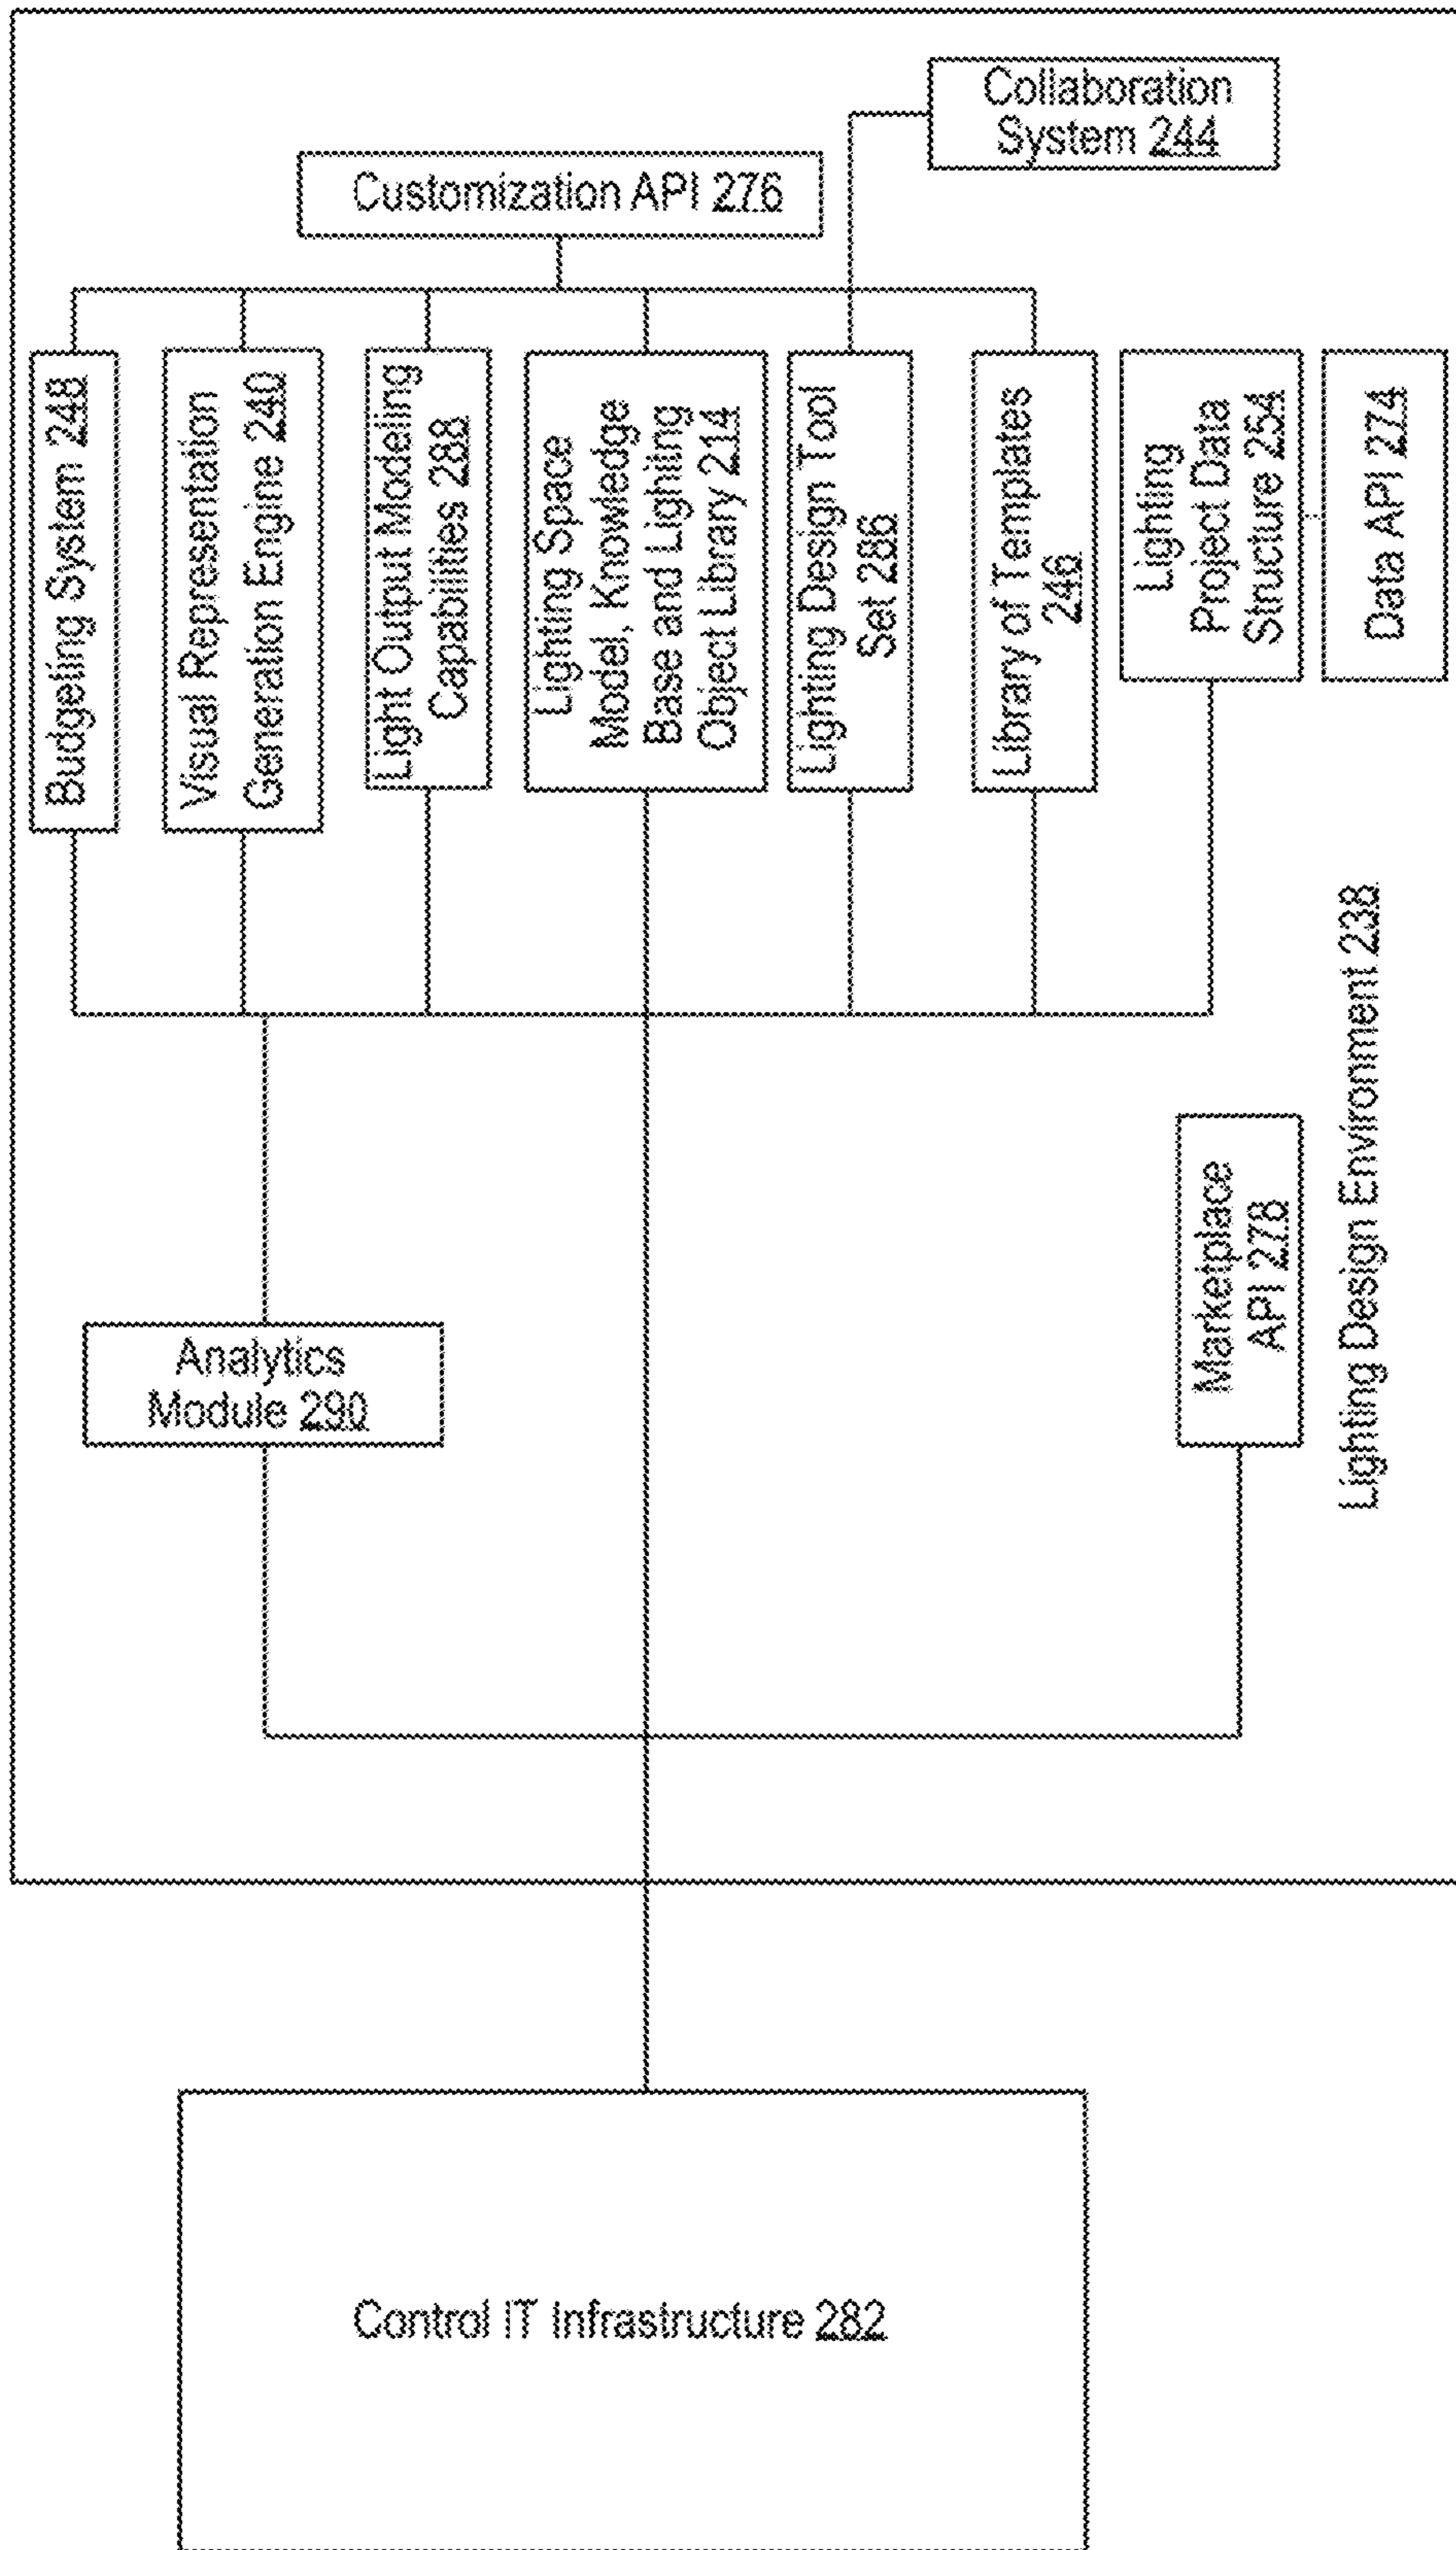 Collaboration
System 244
Customization API 276
Budgeting System 248
Visual Representation
Generation Engine 240
Light Output Modeling
Capabilities 288
Lighting Space
Model, Knowledge
Base and Lighting
Object Library 214
Lighting Design Tool
Set 286
Library of Templates
246
Lighting
Project Data
Structure 254
Data API 274
Analytics
Module 290
Marketplace
API 278
Lighting Design Environment 238
Control IT Infrastructure 282